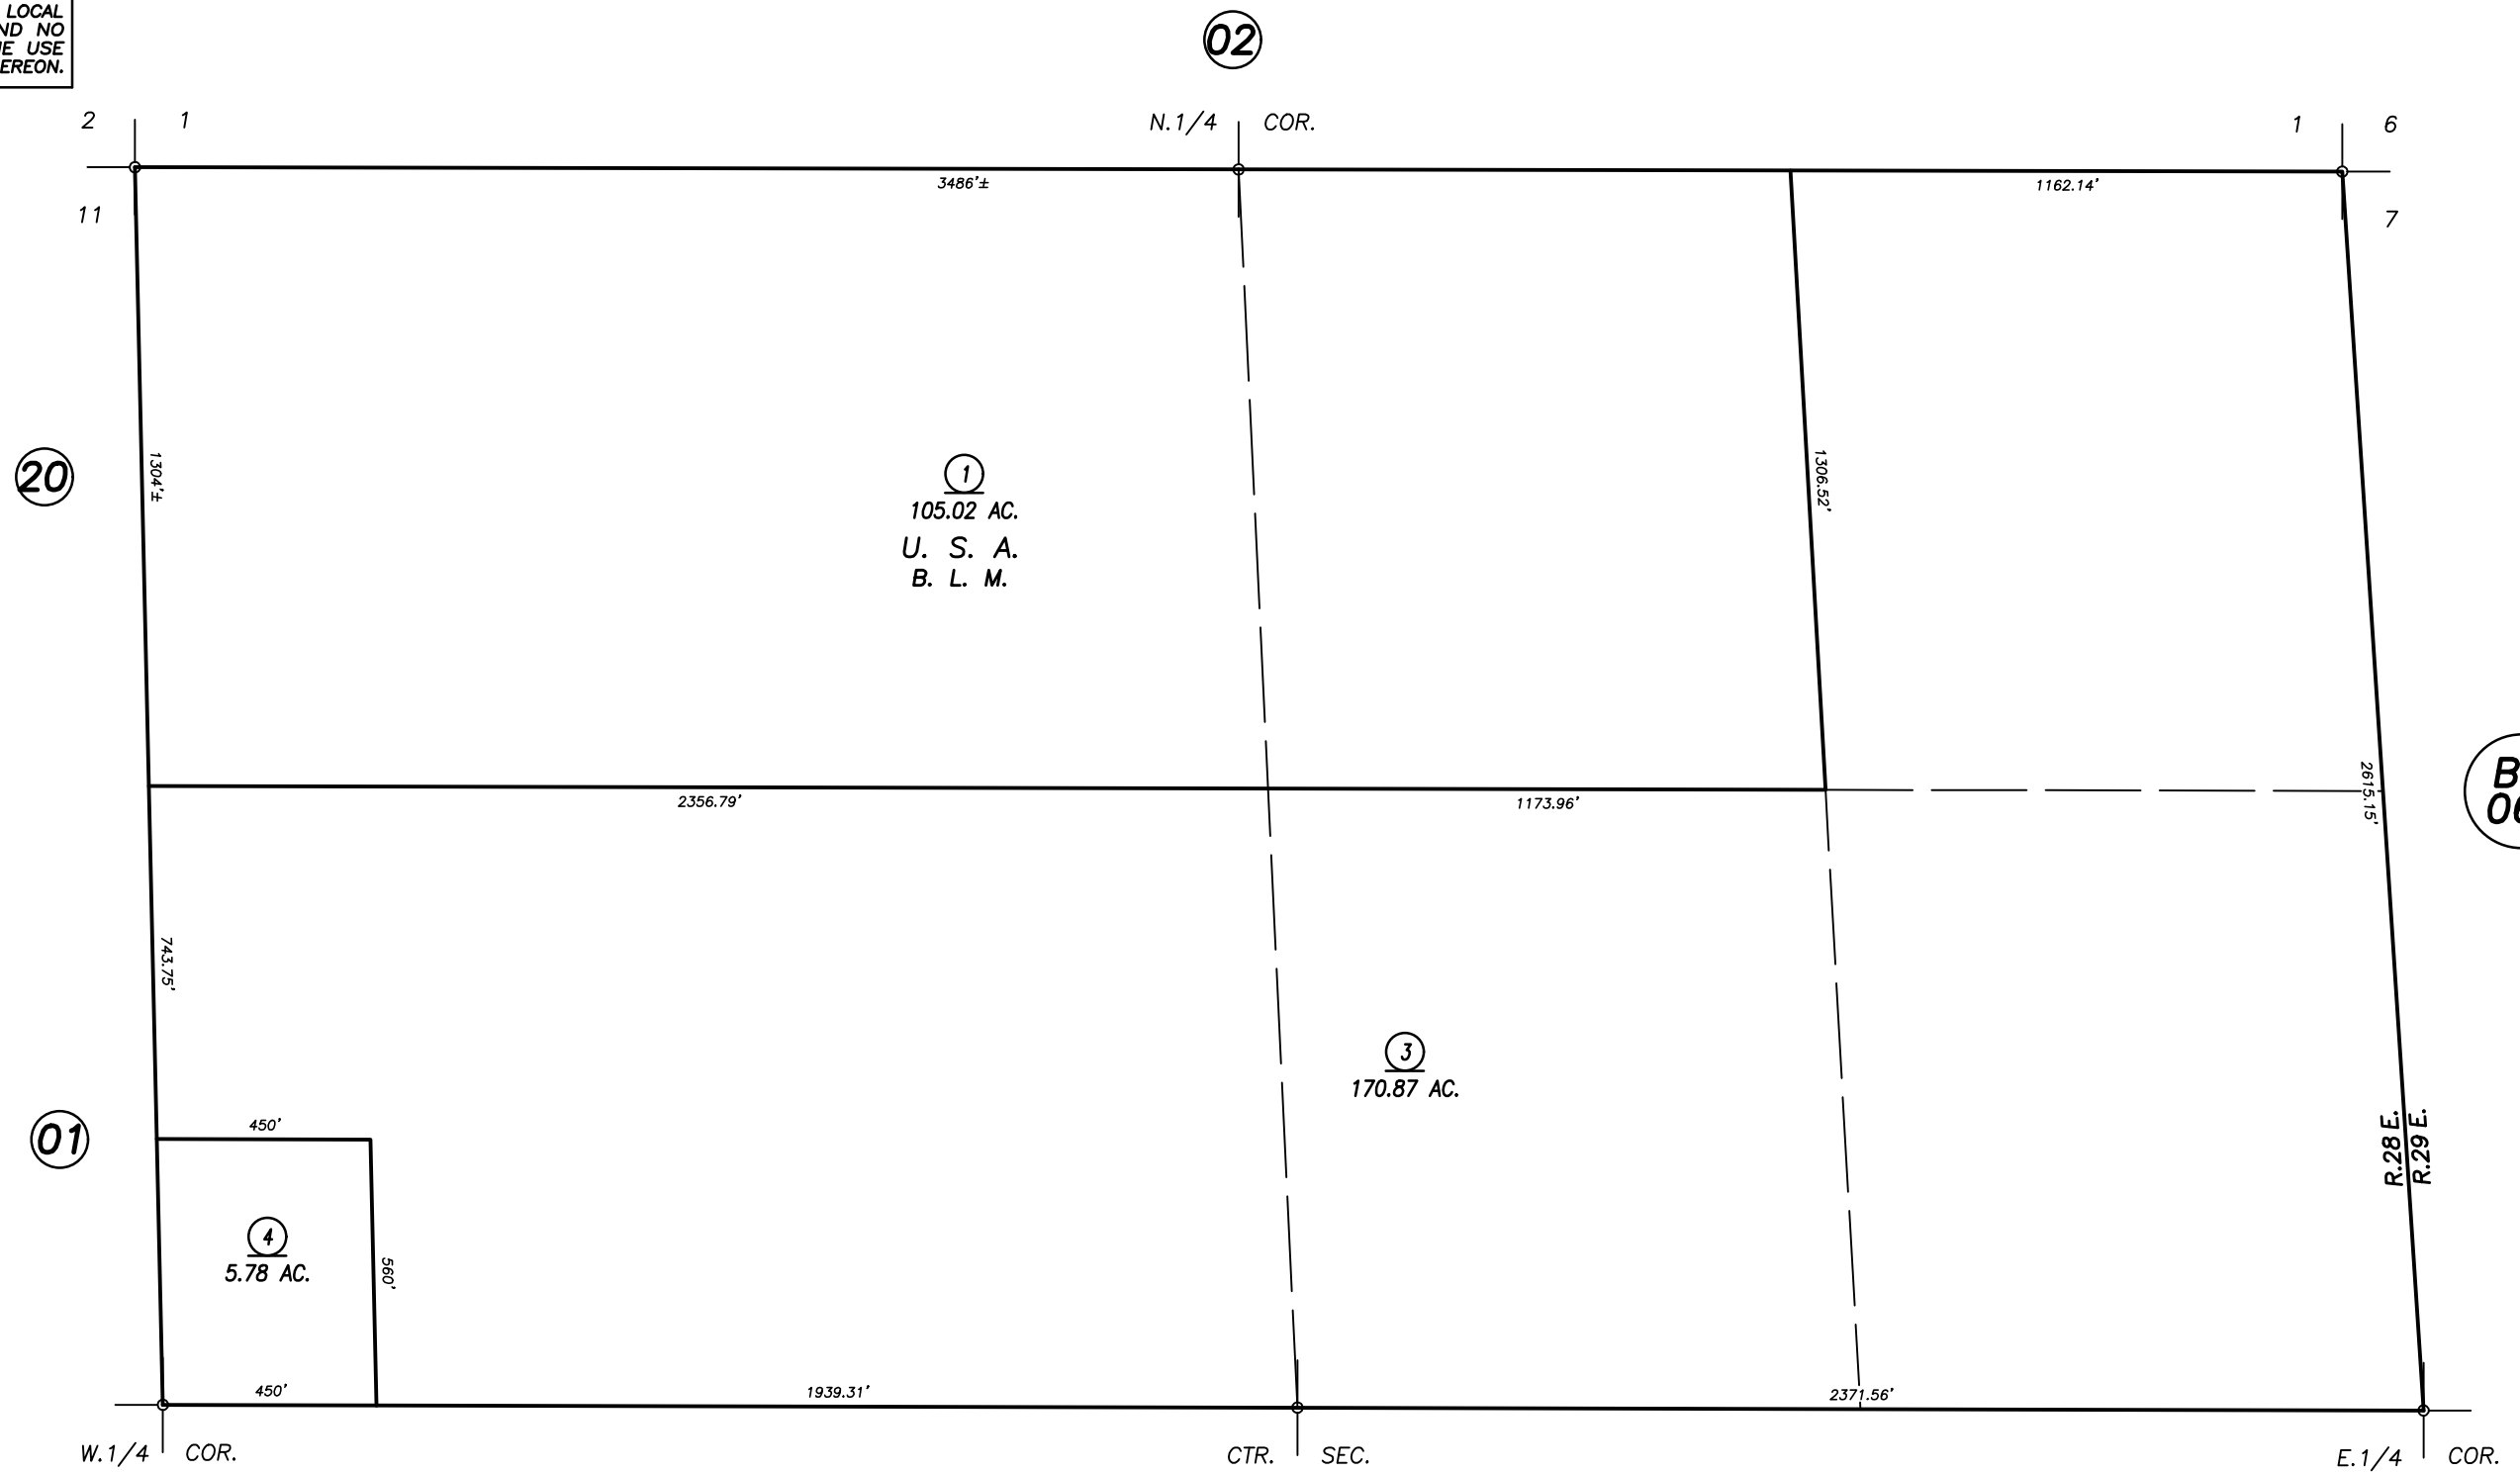 LOCAL
NO
USE
02
2 1
N.1/4 COR.
1 6
3486'±
1162.14'
11
7
20
1304'±
1
105.02 AC.
U. S. A.
B. L. M.
1306.52'
2356.79'
1173.96'
2615.15'
743.75'
3
170.87 AC.
01
450'
4
5.78 AC.
560'
R.28 E.
R.29 E.
450'
1939.31'
2371.56'
W.1/4 COR.
CTR. SEC.
E.1/4 COR.